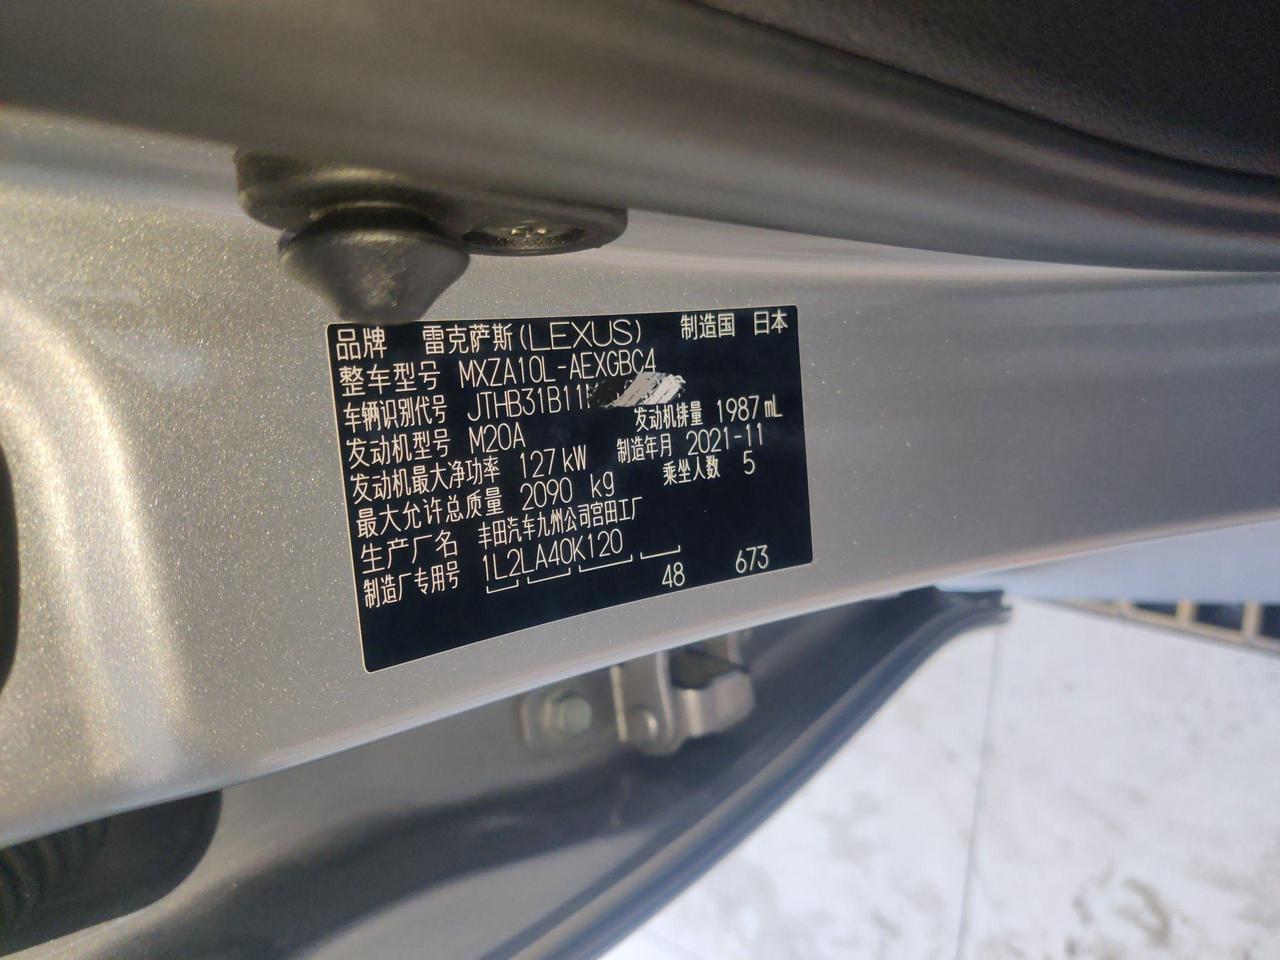 品牌 雷克萨斯(LEXUS) 制造国 日本
整车型号 MXZA10L-AEXGBC4
车辆识别代号 JTHB31B11
发动机型号 M20A 发动机排量 1987mL
发动机最大净功率 127kW 制造年月 2021-11
最大允许总质量 2090 kg 乘坐人数 5
生产厂名 丰田汽车九州公司宫田工厂
制造厂专用号 1L2LA40K120
48 673